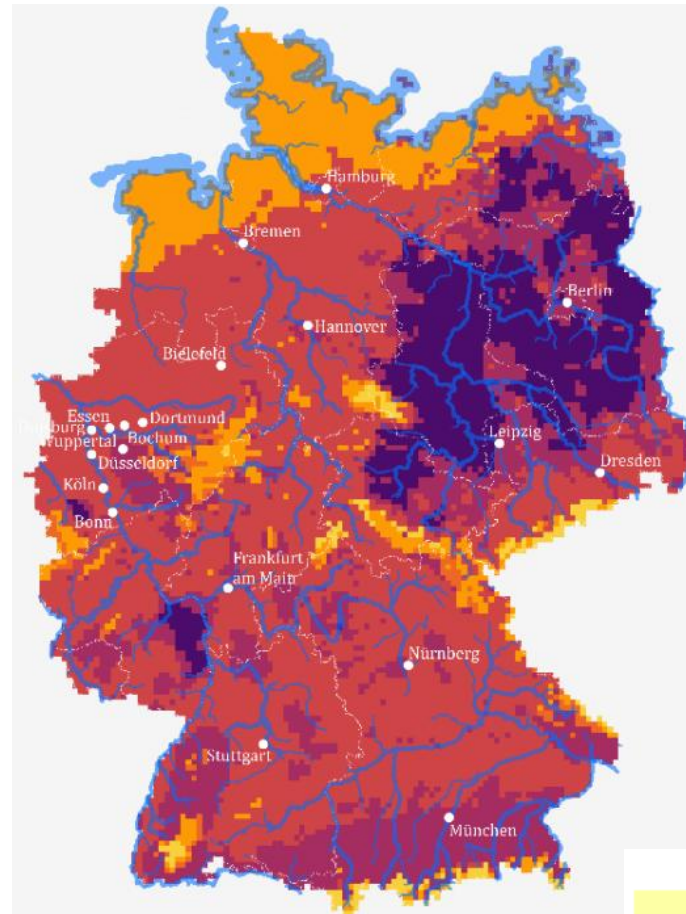 Hamburg
Bremen
Berlin
Hannover
Bielefeld
Essen
Dortmund
Bochum
Wuppertal
Düsseldorf
Leipzig
Dresden
Köln
Bonn
Frankfurt
am Main
Nürnberg
Stuttgart
München